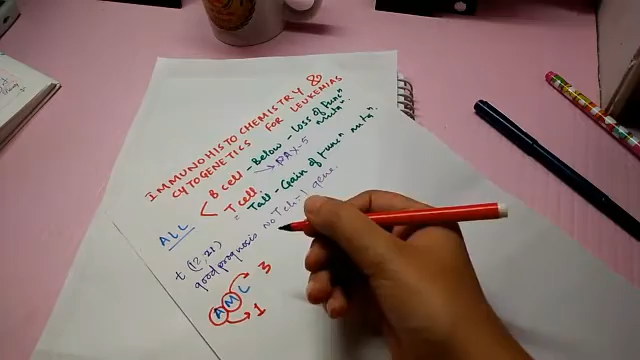 IMMUNOHISTOCHEMISTRY &
CYTOGENETICS FOR LEUKEMIAS
B cell - Below - Loss of Funcⁿ mutⁿ.
→ PAX-5
ALL
T cell.
= Tall - Gain of Funcⁿ mutⁿ.
noTch-1 gene.
t (12,21)
good prognosis
AML
3
1